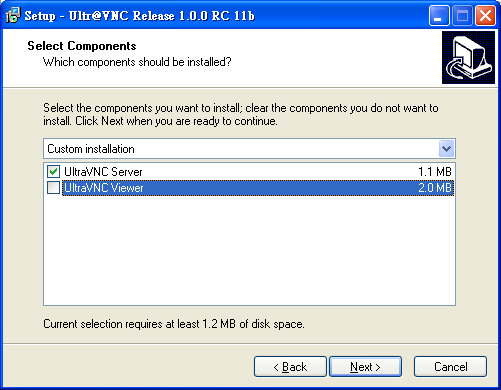 Setup - Ultr@VNC Release 1.0.0 RC 11b
Select Components
Which components should be installed?
Select the components you want to install; clear the components you do not want to
install. Click Next when you are ready to continue.
Custom installation
UltraVNC Server 1.1 MB
UltraVNC Viewer 2.0 MB
Current selection requires at least 1.2 MB of disk space.
< Back Next > Cancel